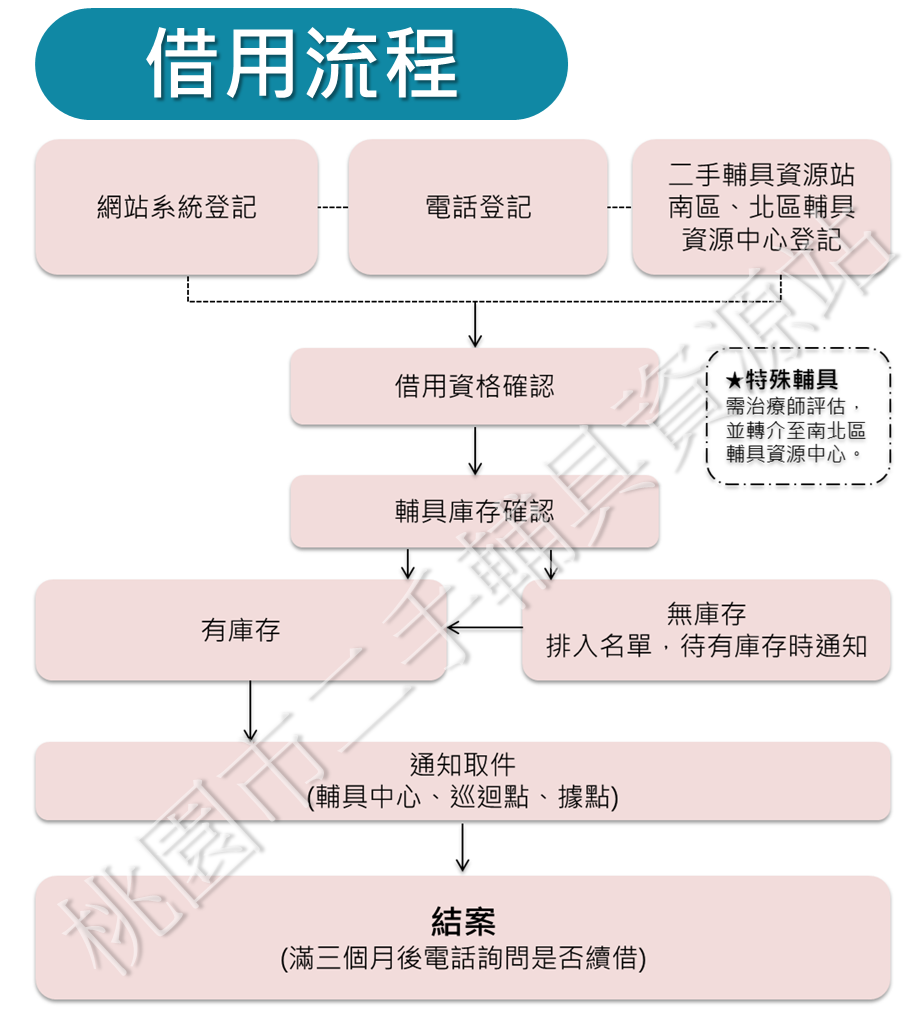 借用流程
網站系統登記
電話登記
二手輔具資源站
南區、北區輔具
資源中心登記
借用資格確認
★特殊輔具
需治療師評估，
並轉介至南北區
輔具資源中心。
輔具庫存確認
有庫存
無庫存
排入名單，待有庫存時通知
通知取件
(輔具中心、巡迴點、據點)
結案
(滿三個月後電話詢問是否續借)
桃園市二手輔具資源站